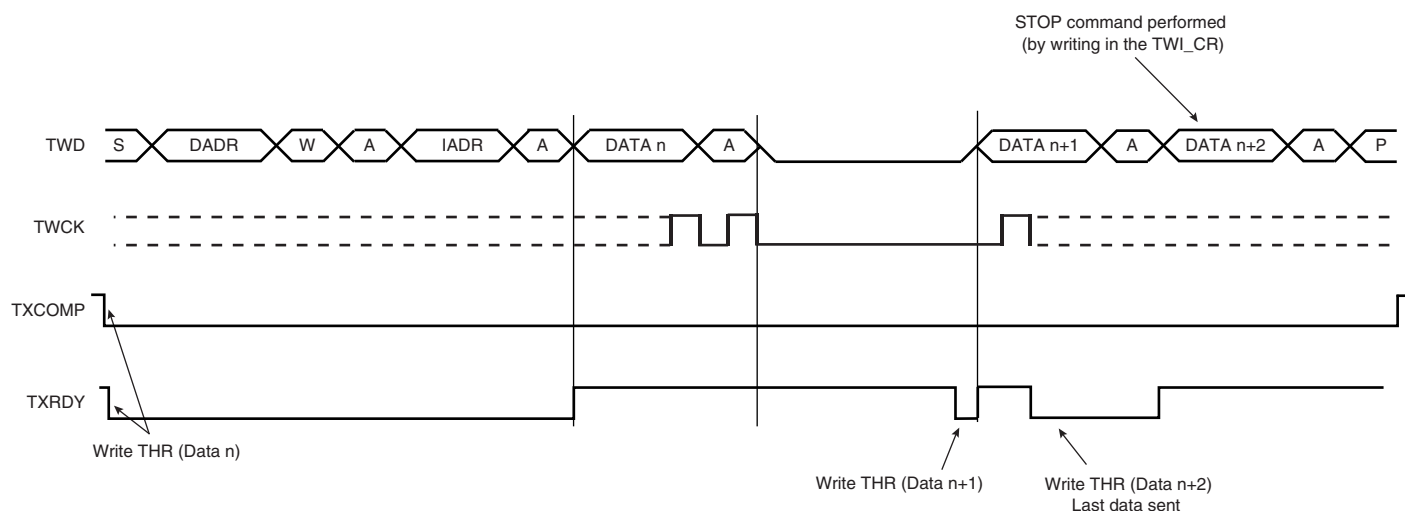 STOP command performed
(by writing in the TWI_CR)
TWD S DADR W A IADR A DATA n A DATA n+1 A DATA n+2 A P
TWCK
TXCOMP
TXRDY
Write THR (Data n)
Write THR (Data n+1) Write THR (Data n+2)
Last data sent